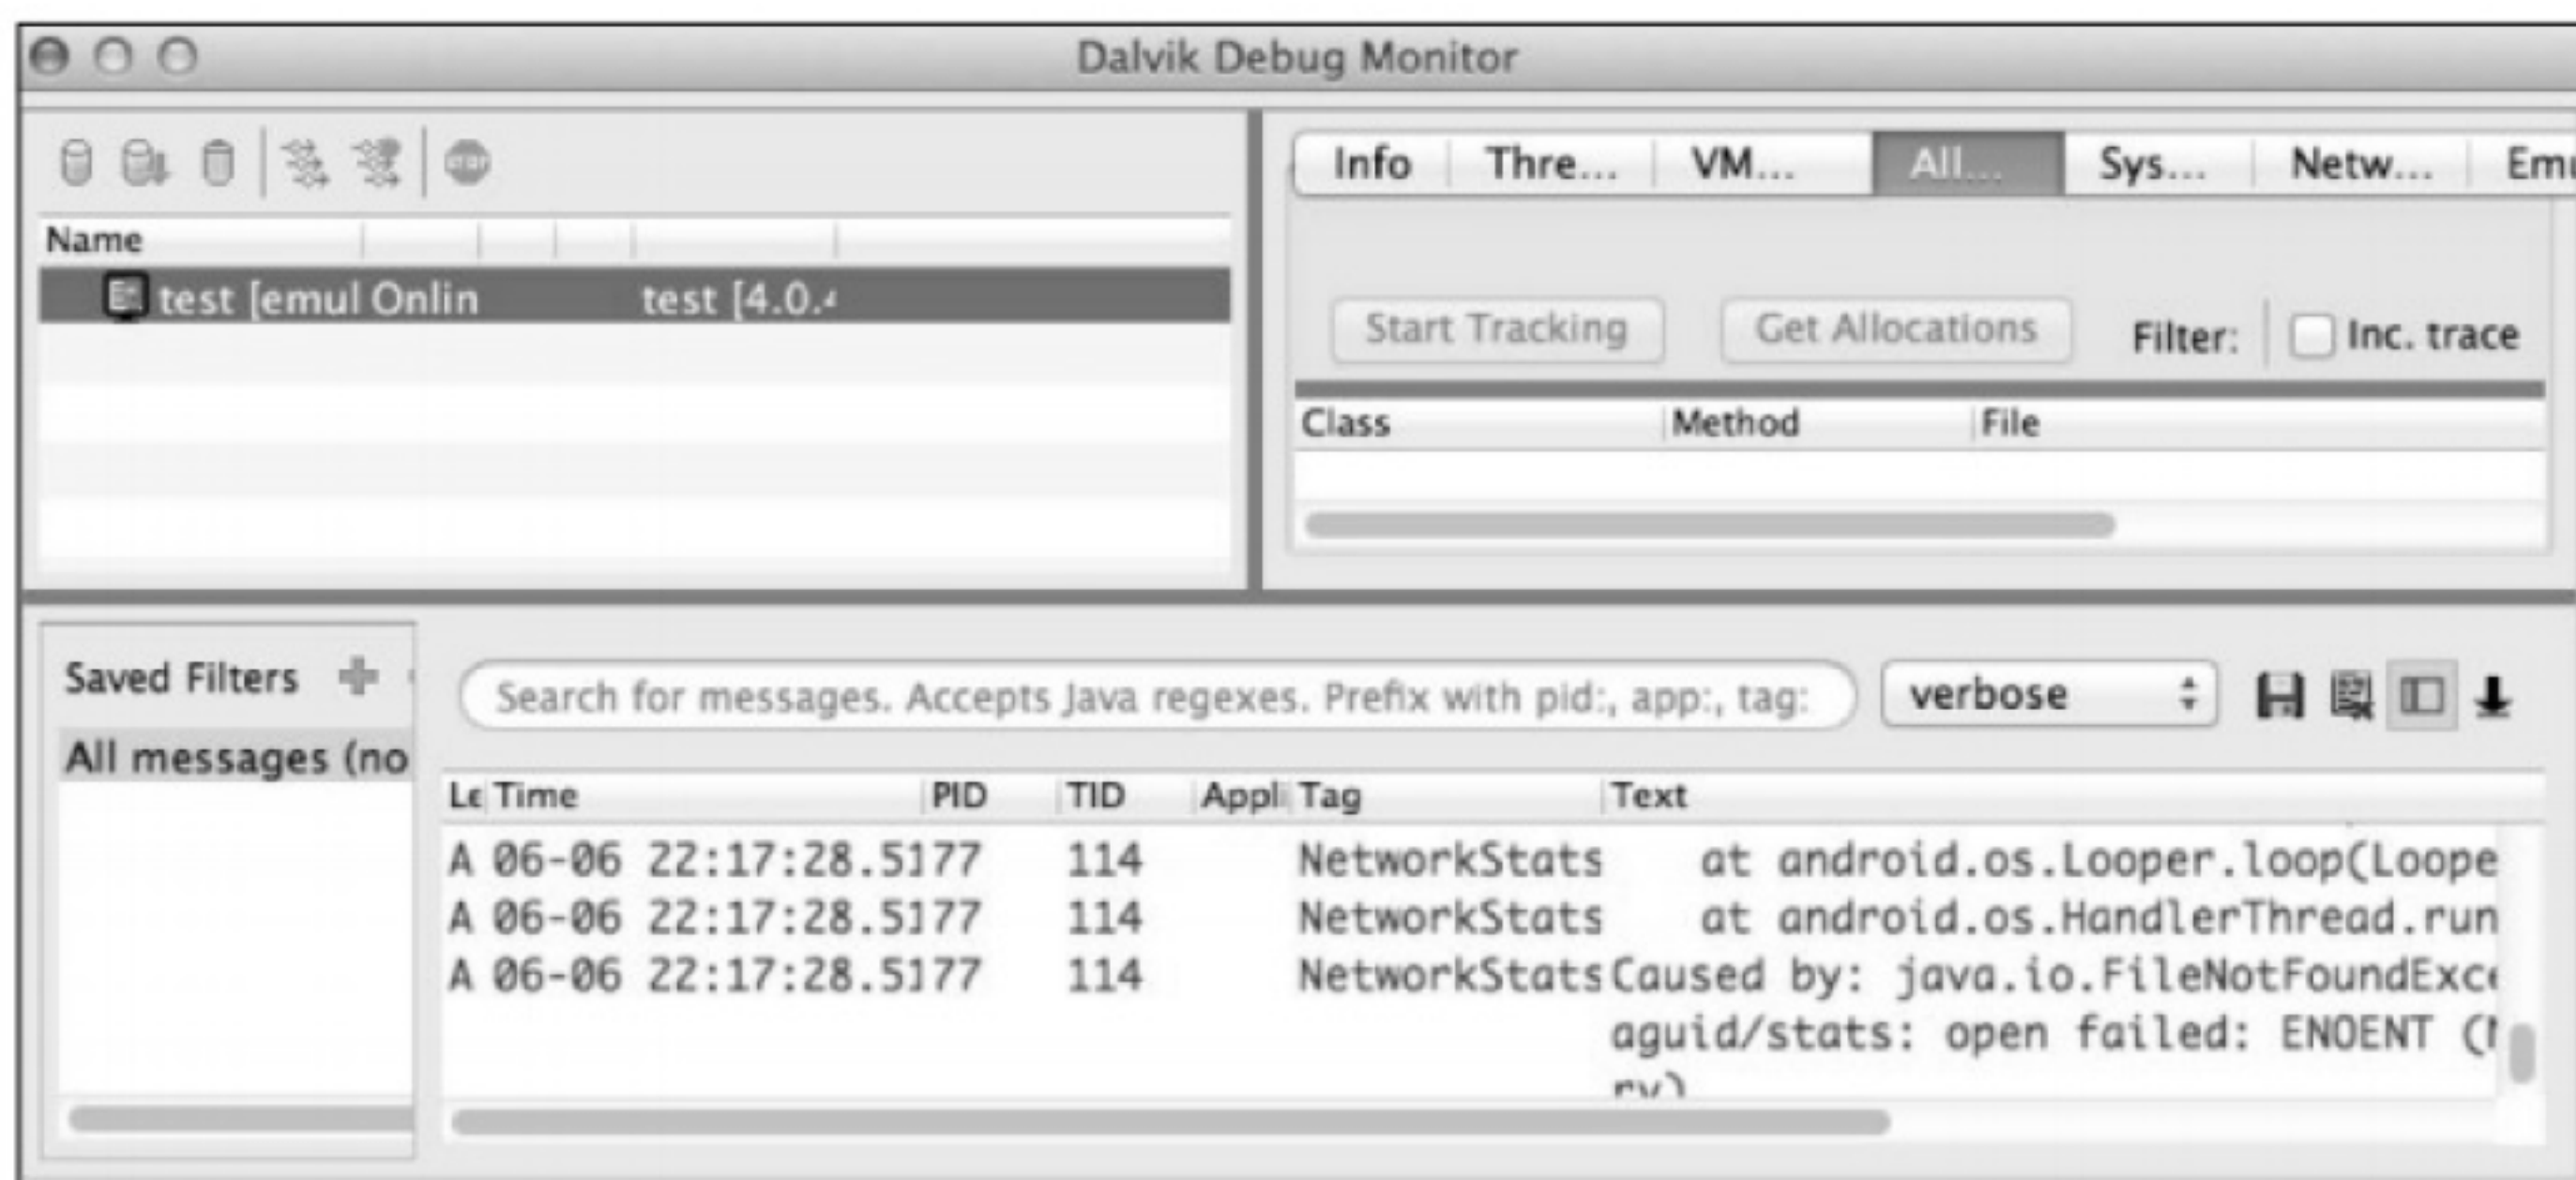 Dalvik Debug Monitor
Info Thre... VM... All... Sys... Netw... Emu
Name
test [emul Onlin test [4.0.4
Start Tracking Get Allocations Filter: Inc. trace
Class Method File
Saved Filters
Search for messages. Accepts Java regexes. Prefix with pid:, app:, tag: verbose
All messages (no
Le Time PID TID Appli Tag Text
A 06-06 22:17:28.5177 114 NetworkStats at android.os.Looper.loop(Loope
A 06-06 22:17:28.5177 114 NetworkStats at android.os.HandlerThread.run
A 06-06 22:17:28.5177 114 NetworkStats Caused by: java.io.FileNotFoundExce
aguid/stats: open failed: ENOENT (N
ry)